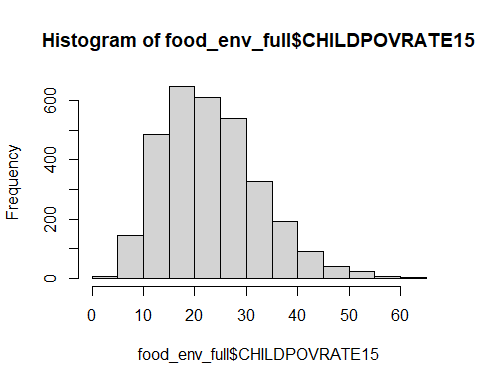 Histogram of food_env_full$CHILDPOVRATE15
Frequency
600
400
200
0
0 10 20 30 40 50 60
food_env_full$CHILDPOVRATE15